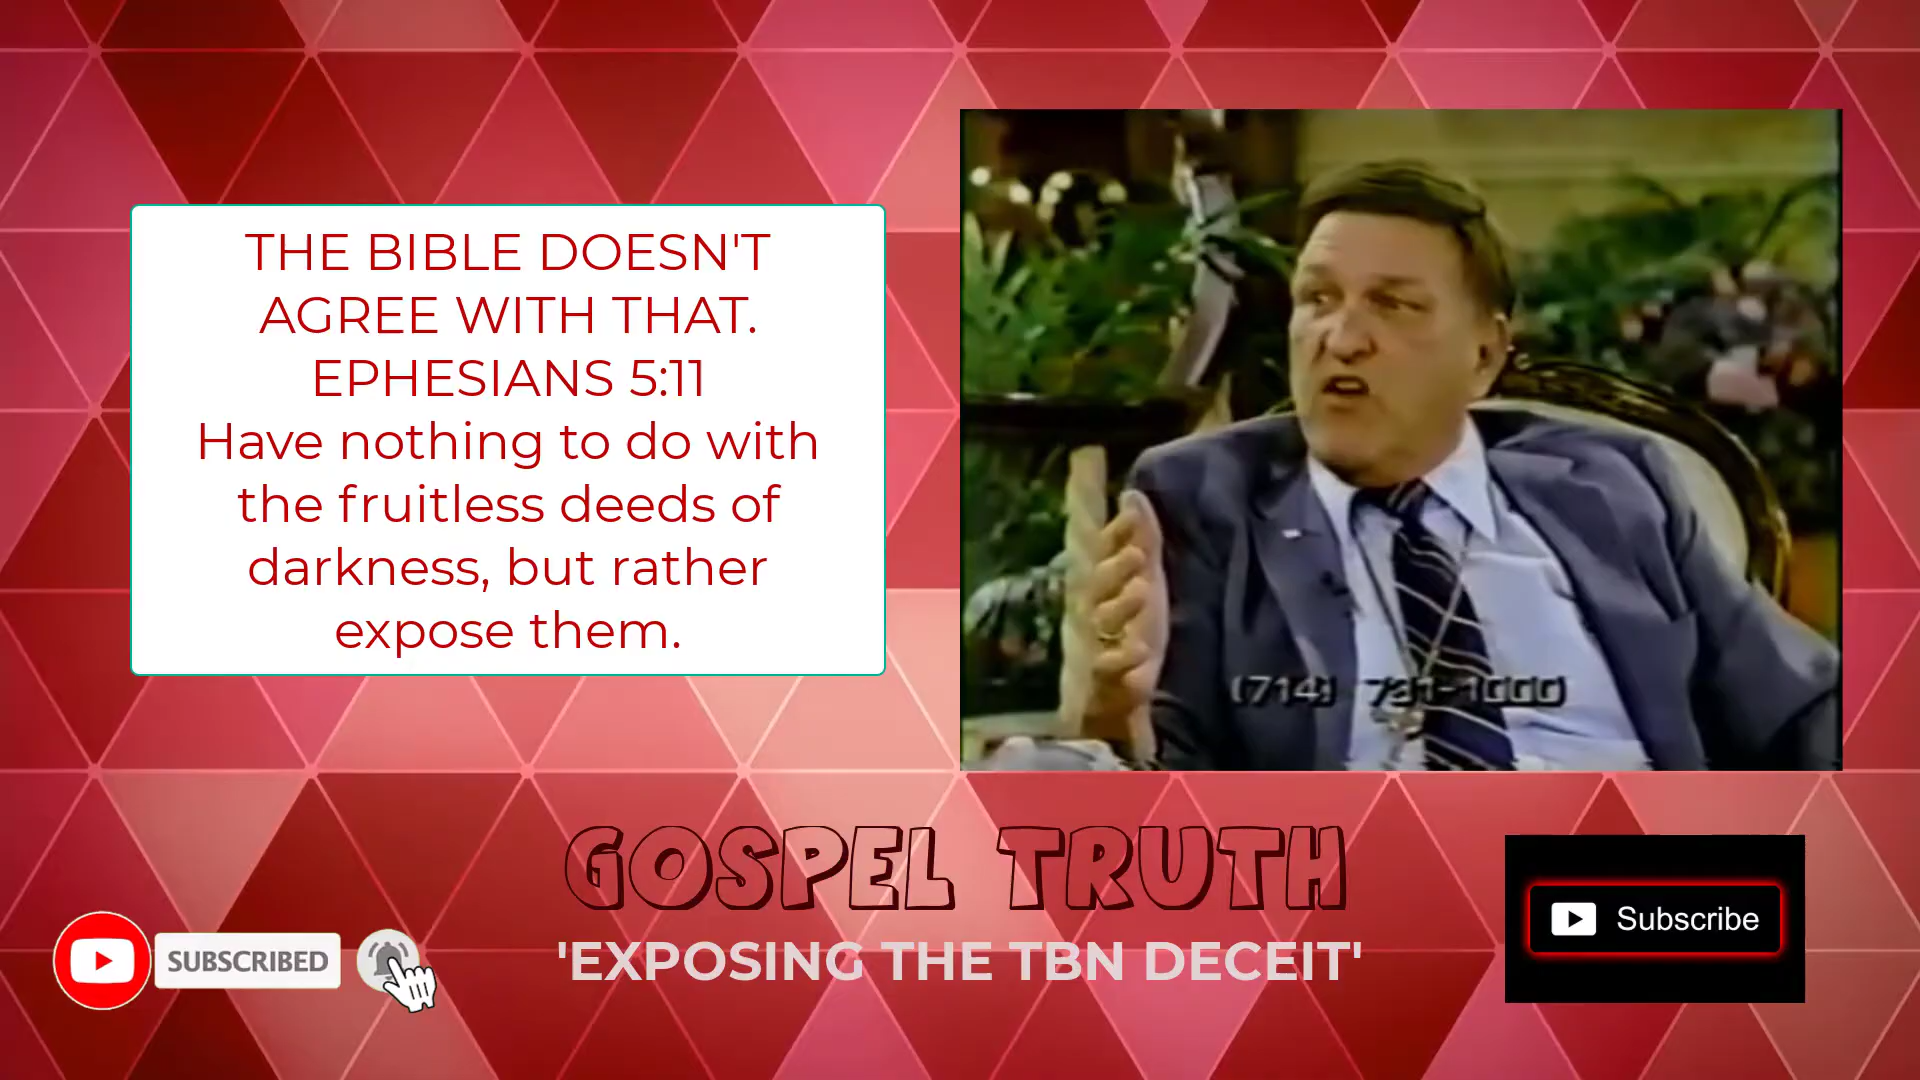 THE BIBLE DOESN'T
AGREE WITH THAT.
EPHESIANS 5:11
Have nothing to do with
the fruitless deeds of
darkness, but rather
expose them.
(714) 731-1000
GOSPEL TRUTH
'EXPOSING THE TBN DECEIT'
SUBSCRIBED
Subscribe